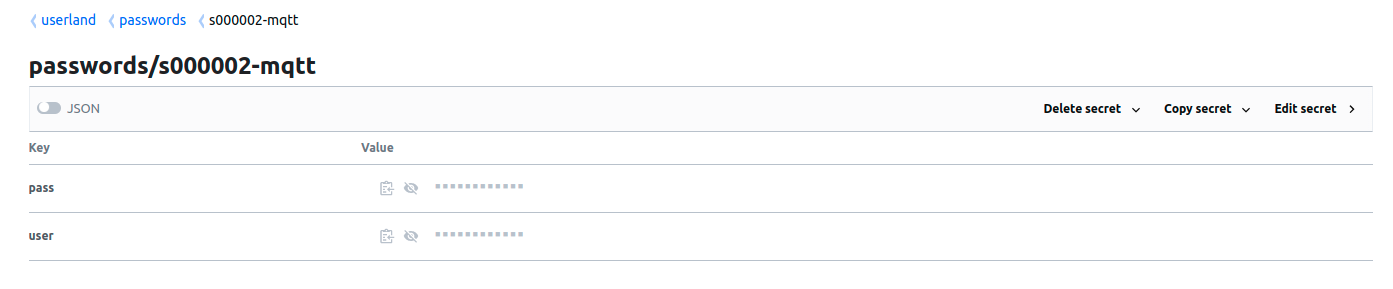 userland passwords s000002-mqtt
passwords/s000002-mqtt
JSON Delete secret Copy secret Edit secret
Key Value
pass
user